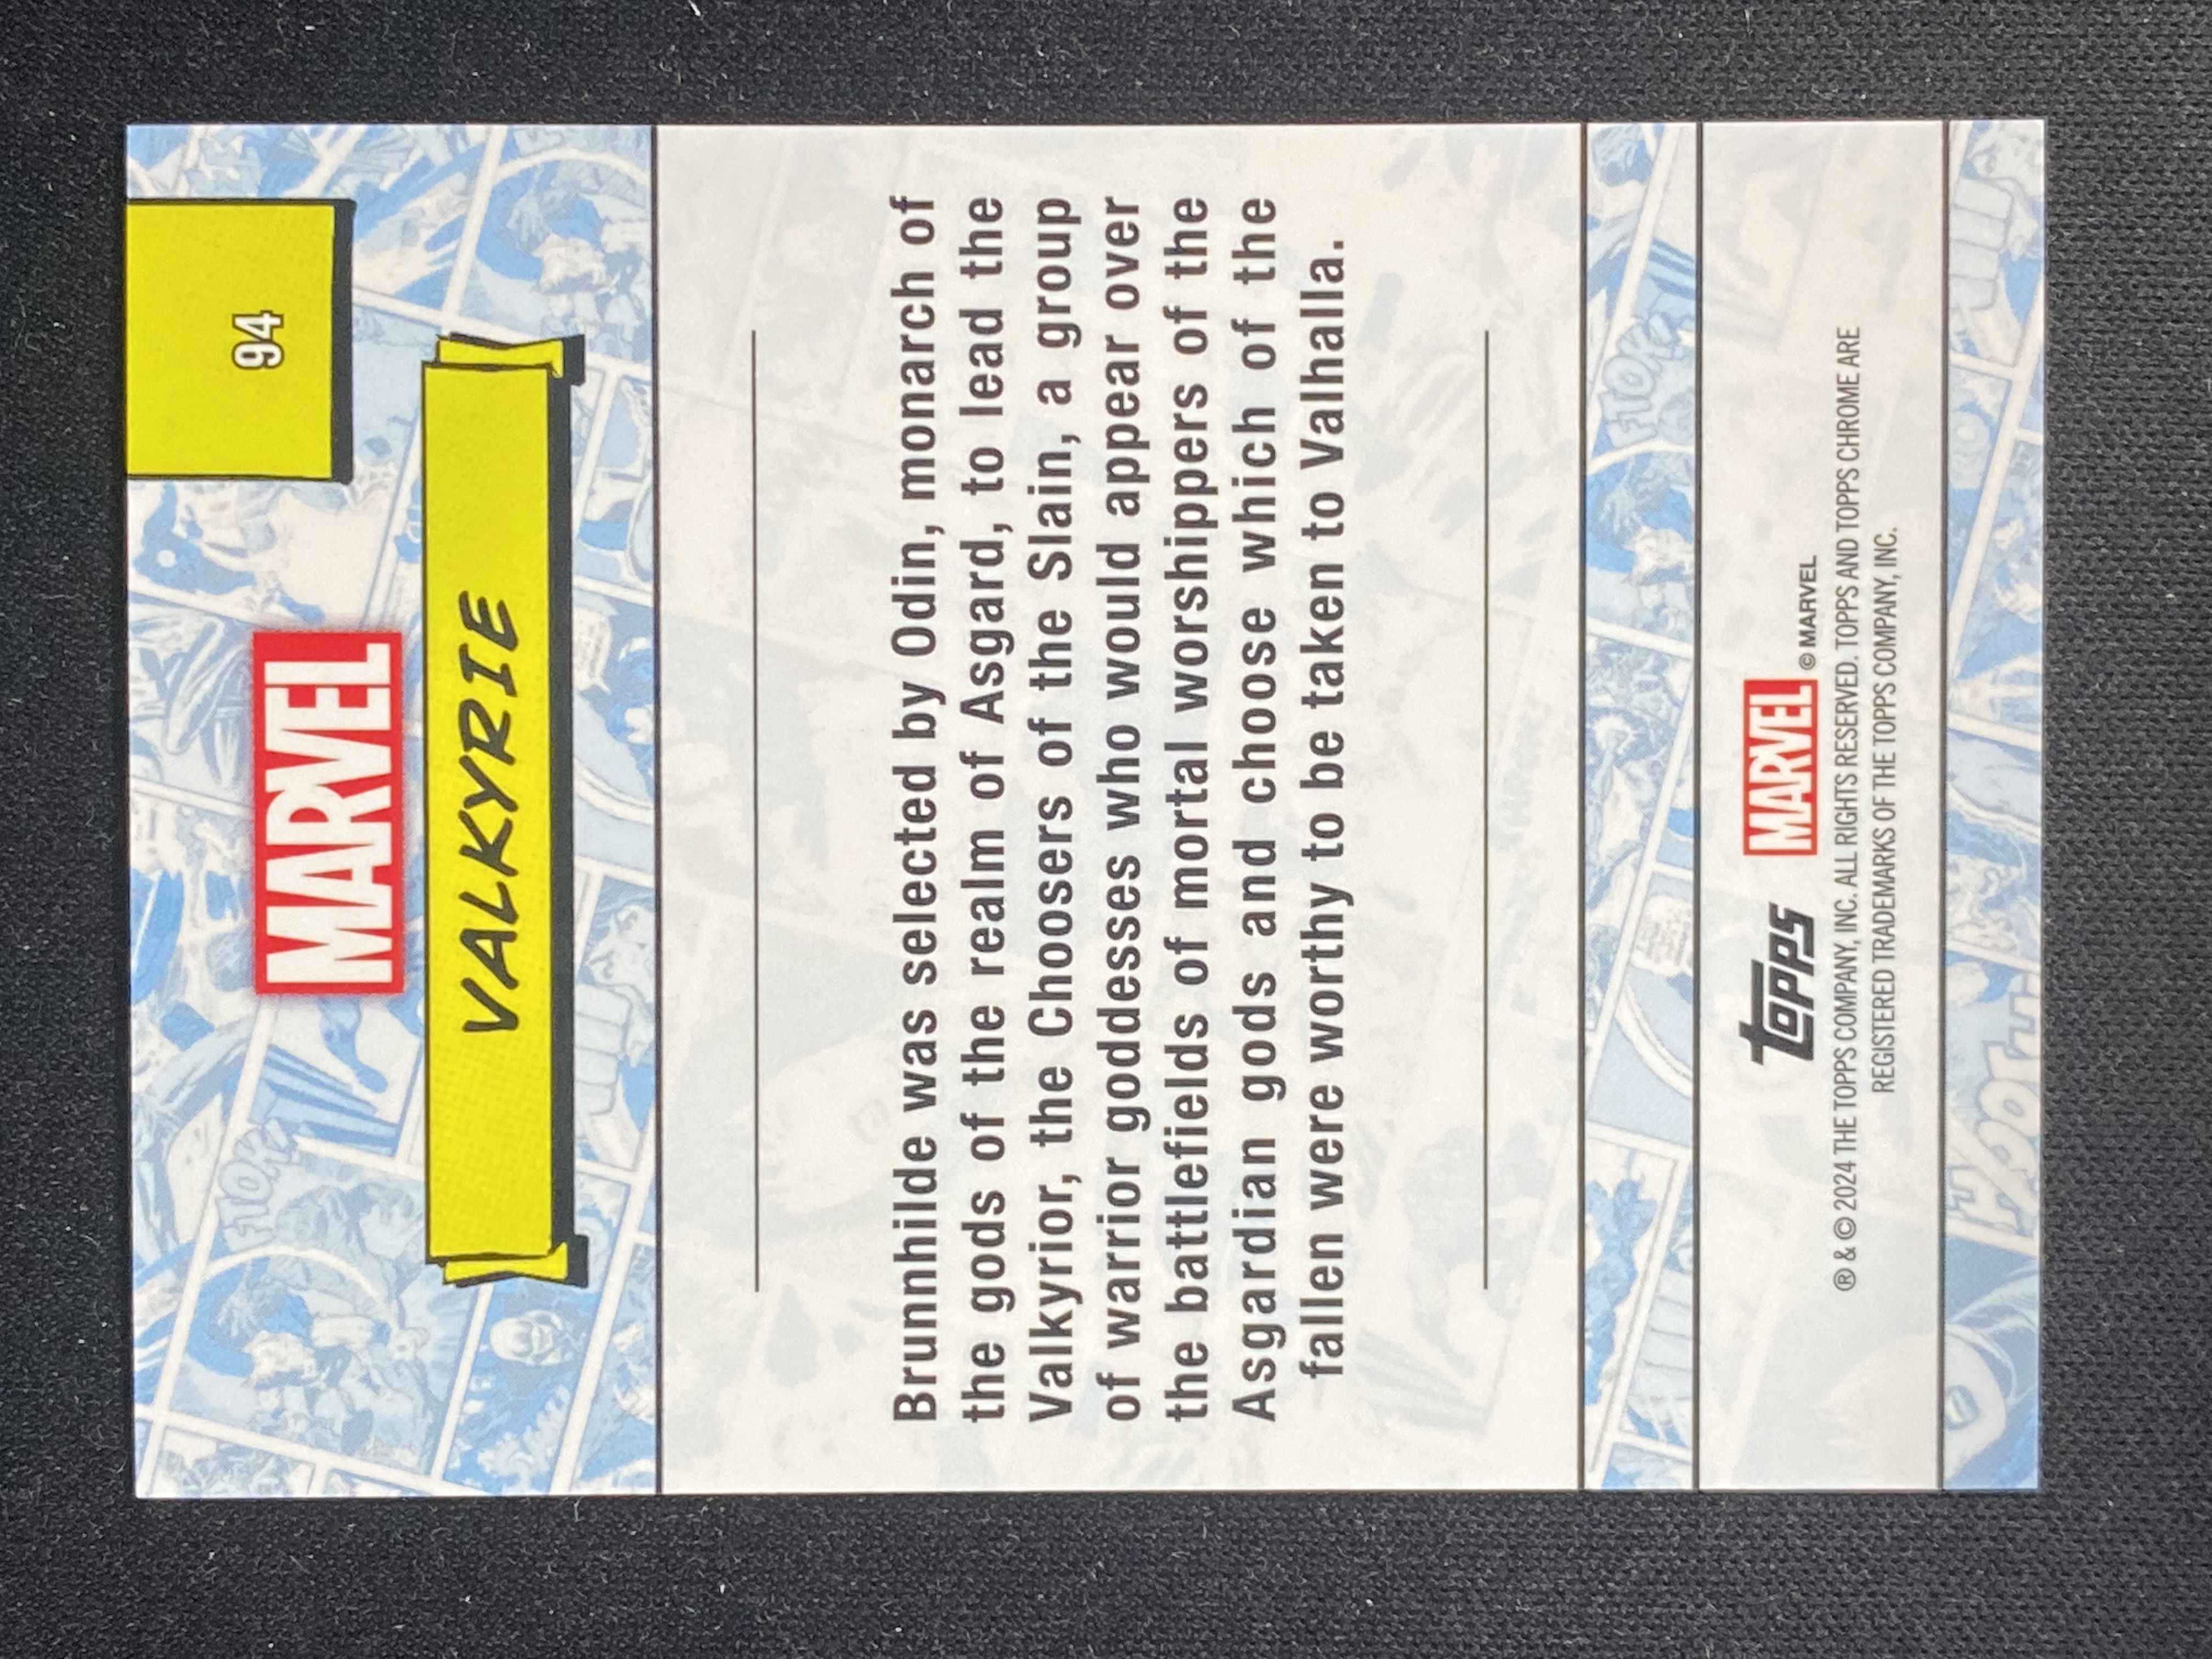 94
MARVEL
VALKYRIE
Brunnhilde was selected by Odin, monarch of
the gods of the realm of Asgard, to lead the
Valkyrior, the Choosers of the Slain, a group
of warrior goddesses who would appear over
the battlefields of mortal worshippers of the
Asgardian gods and choose which of the
fallen were worthy to be taken to Valhalla.
topps MARVEL © MARVEL
® & © 2024 THE TOPPS COMPANY, INC. ALL RIGHTS RESERVED. TOPPS AND TOPPS CHROME ARE
REGISTERED TRADEMARKS OF THE TOPPS COMPANY, INC.